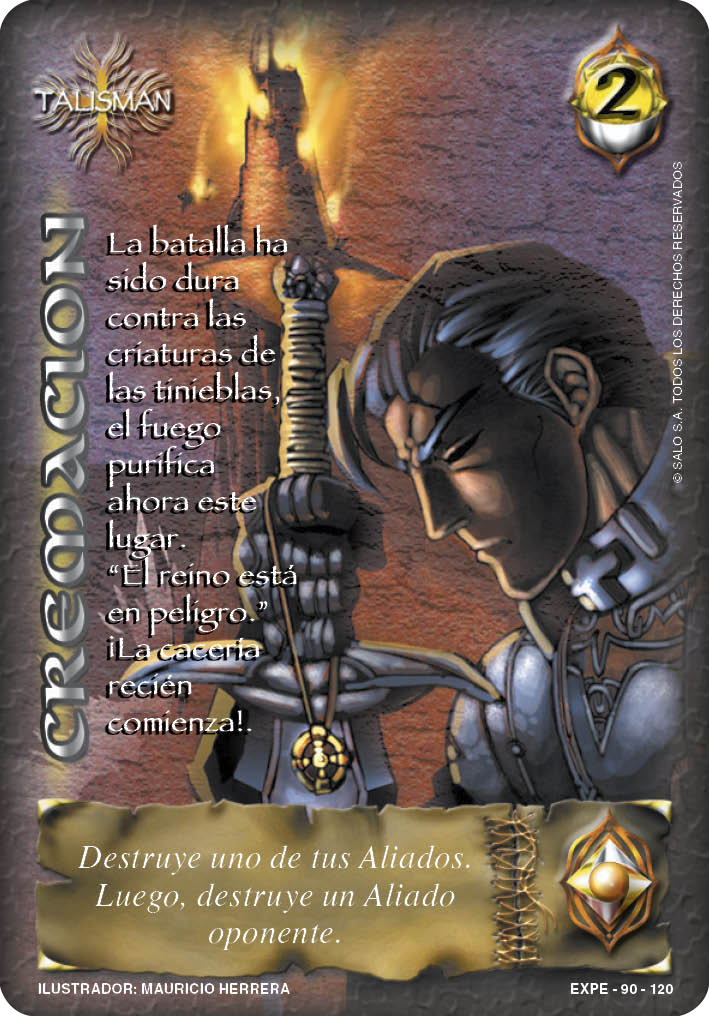 TALISMAN
2
CREMACION
La batalla ha
sido dura
contra las
criaturas de
las tinieblas,
el fuego
purifica
ahora este
lugar.
“El reino está
en peligro.”
¡La cacería
recién
comienza!.
© SALO S.A. TODOS LOS DERECHOS RESERVADOS
Destruye uno de tus Aliados.
Luego, destruye un Aliado
oponente.
ILUSTRADOR: MAURICIO HERRERA
EXPE - 90 - 120